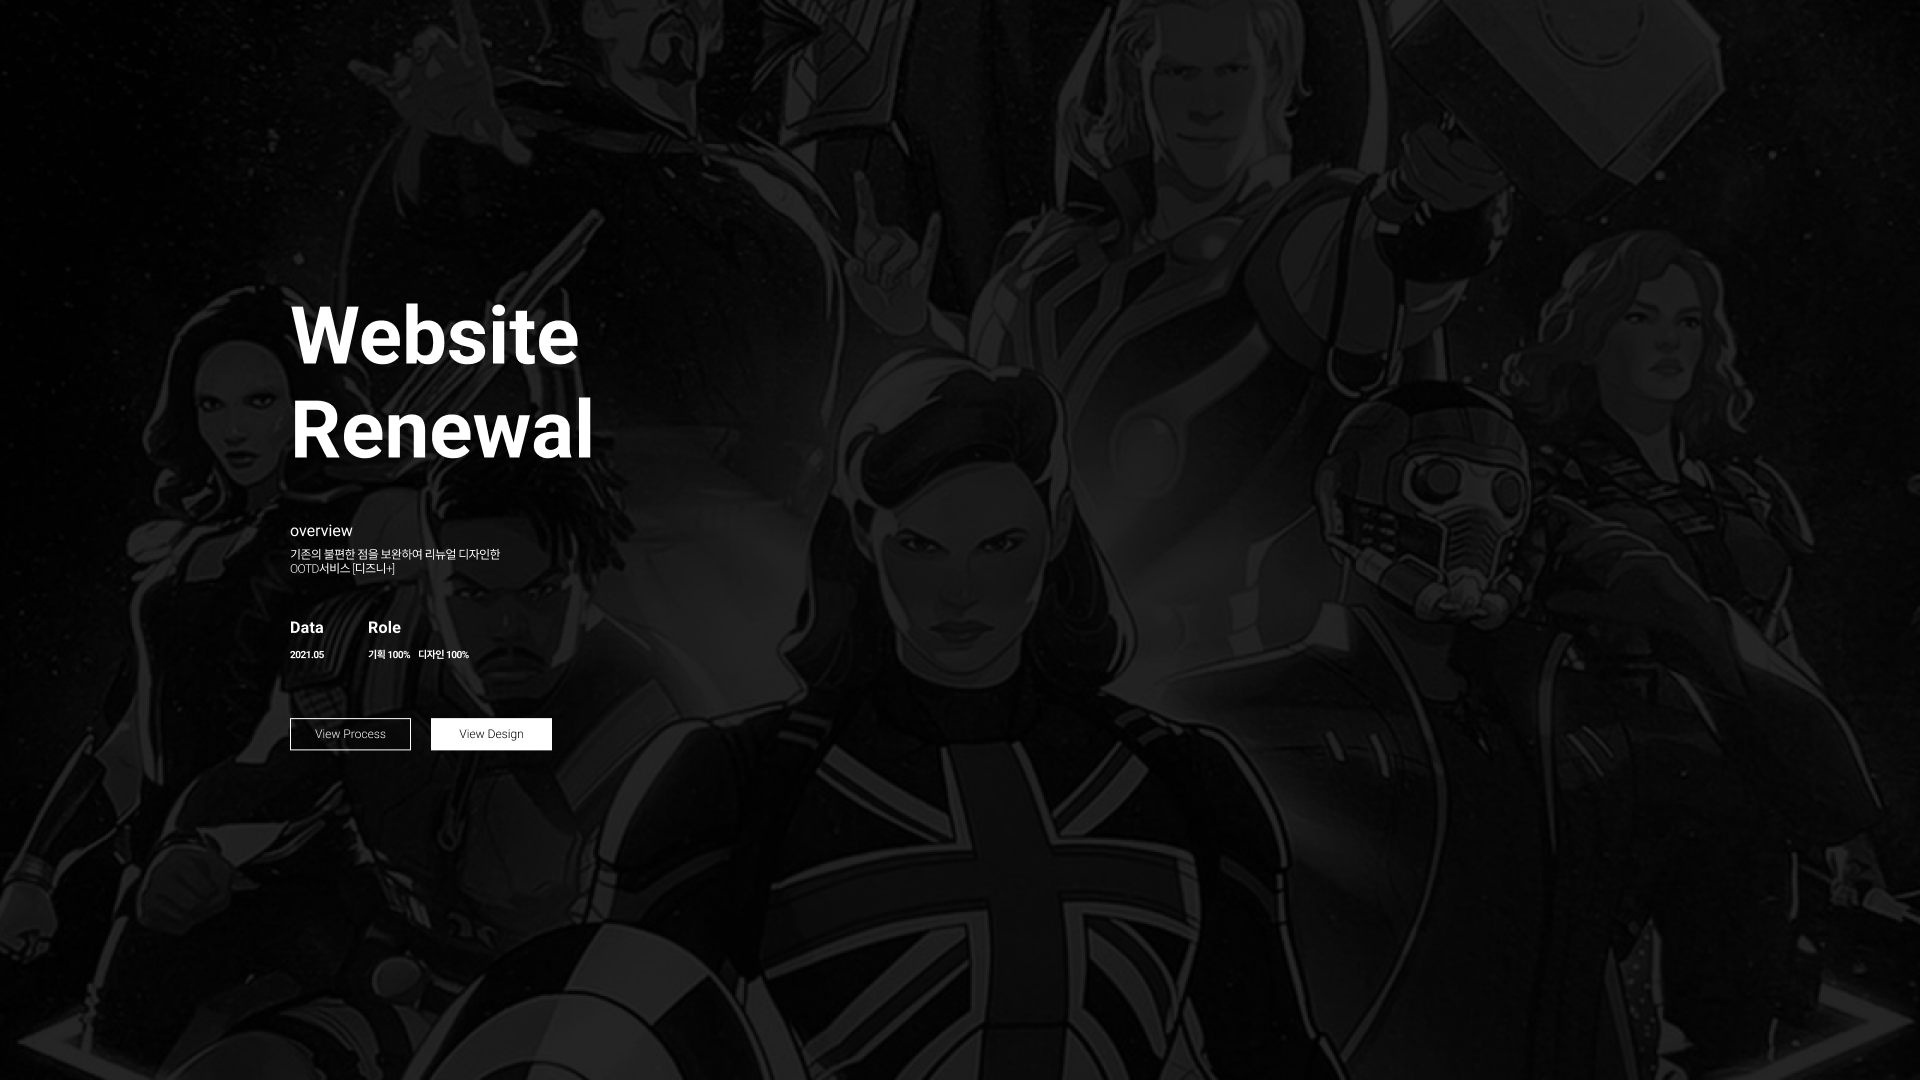 Website
Renewal
overview
기존의 불편한 점을 보완하여 리뉴얼 디자인한
OOTD서비스 [디즈니+]
Data
Role
2021.05
기획 100% 디자인 100%
View Process
View Design